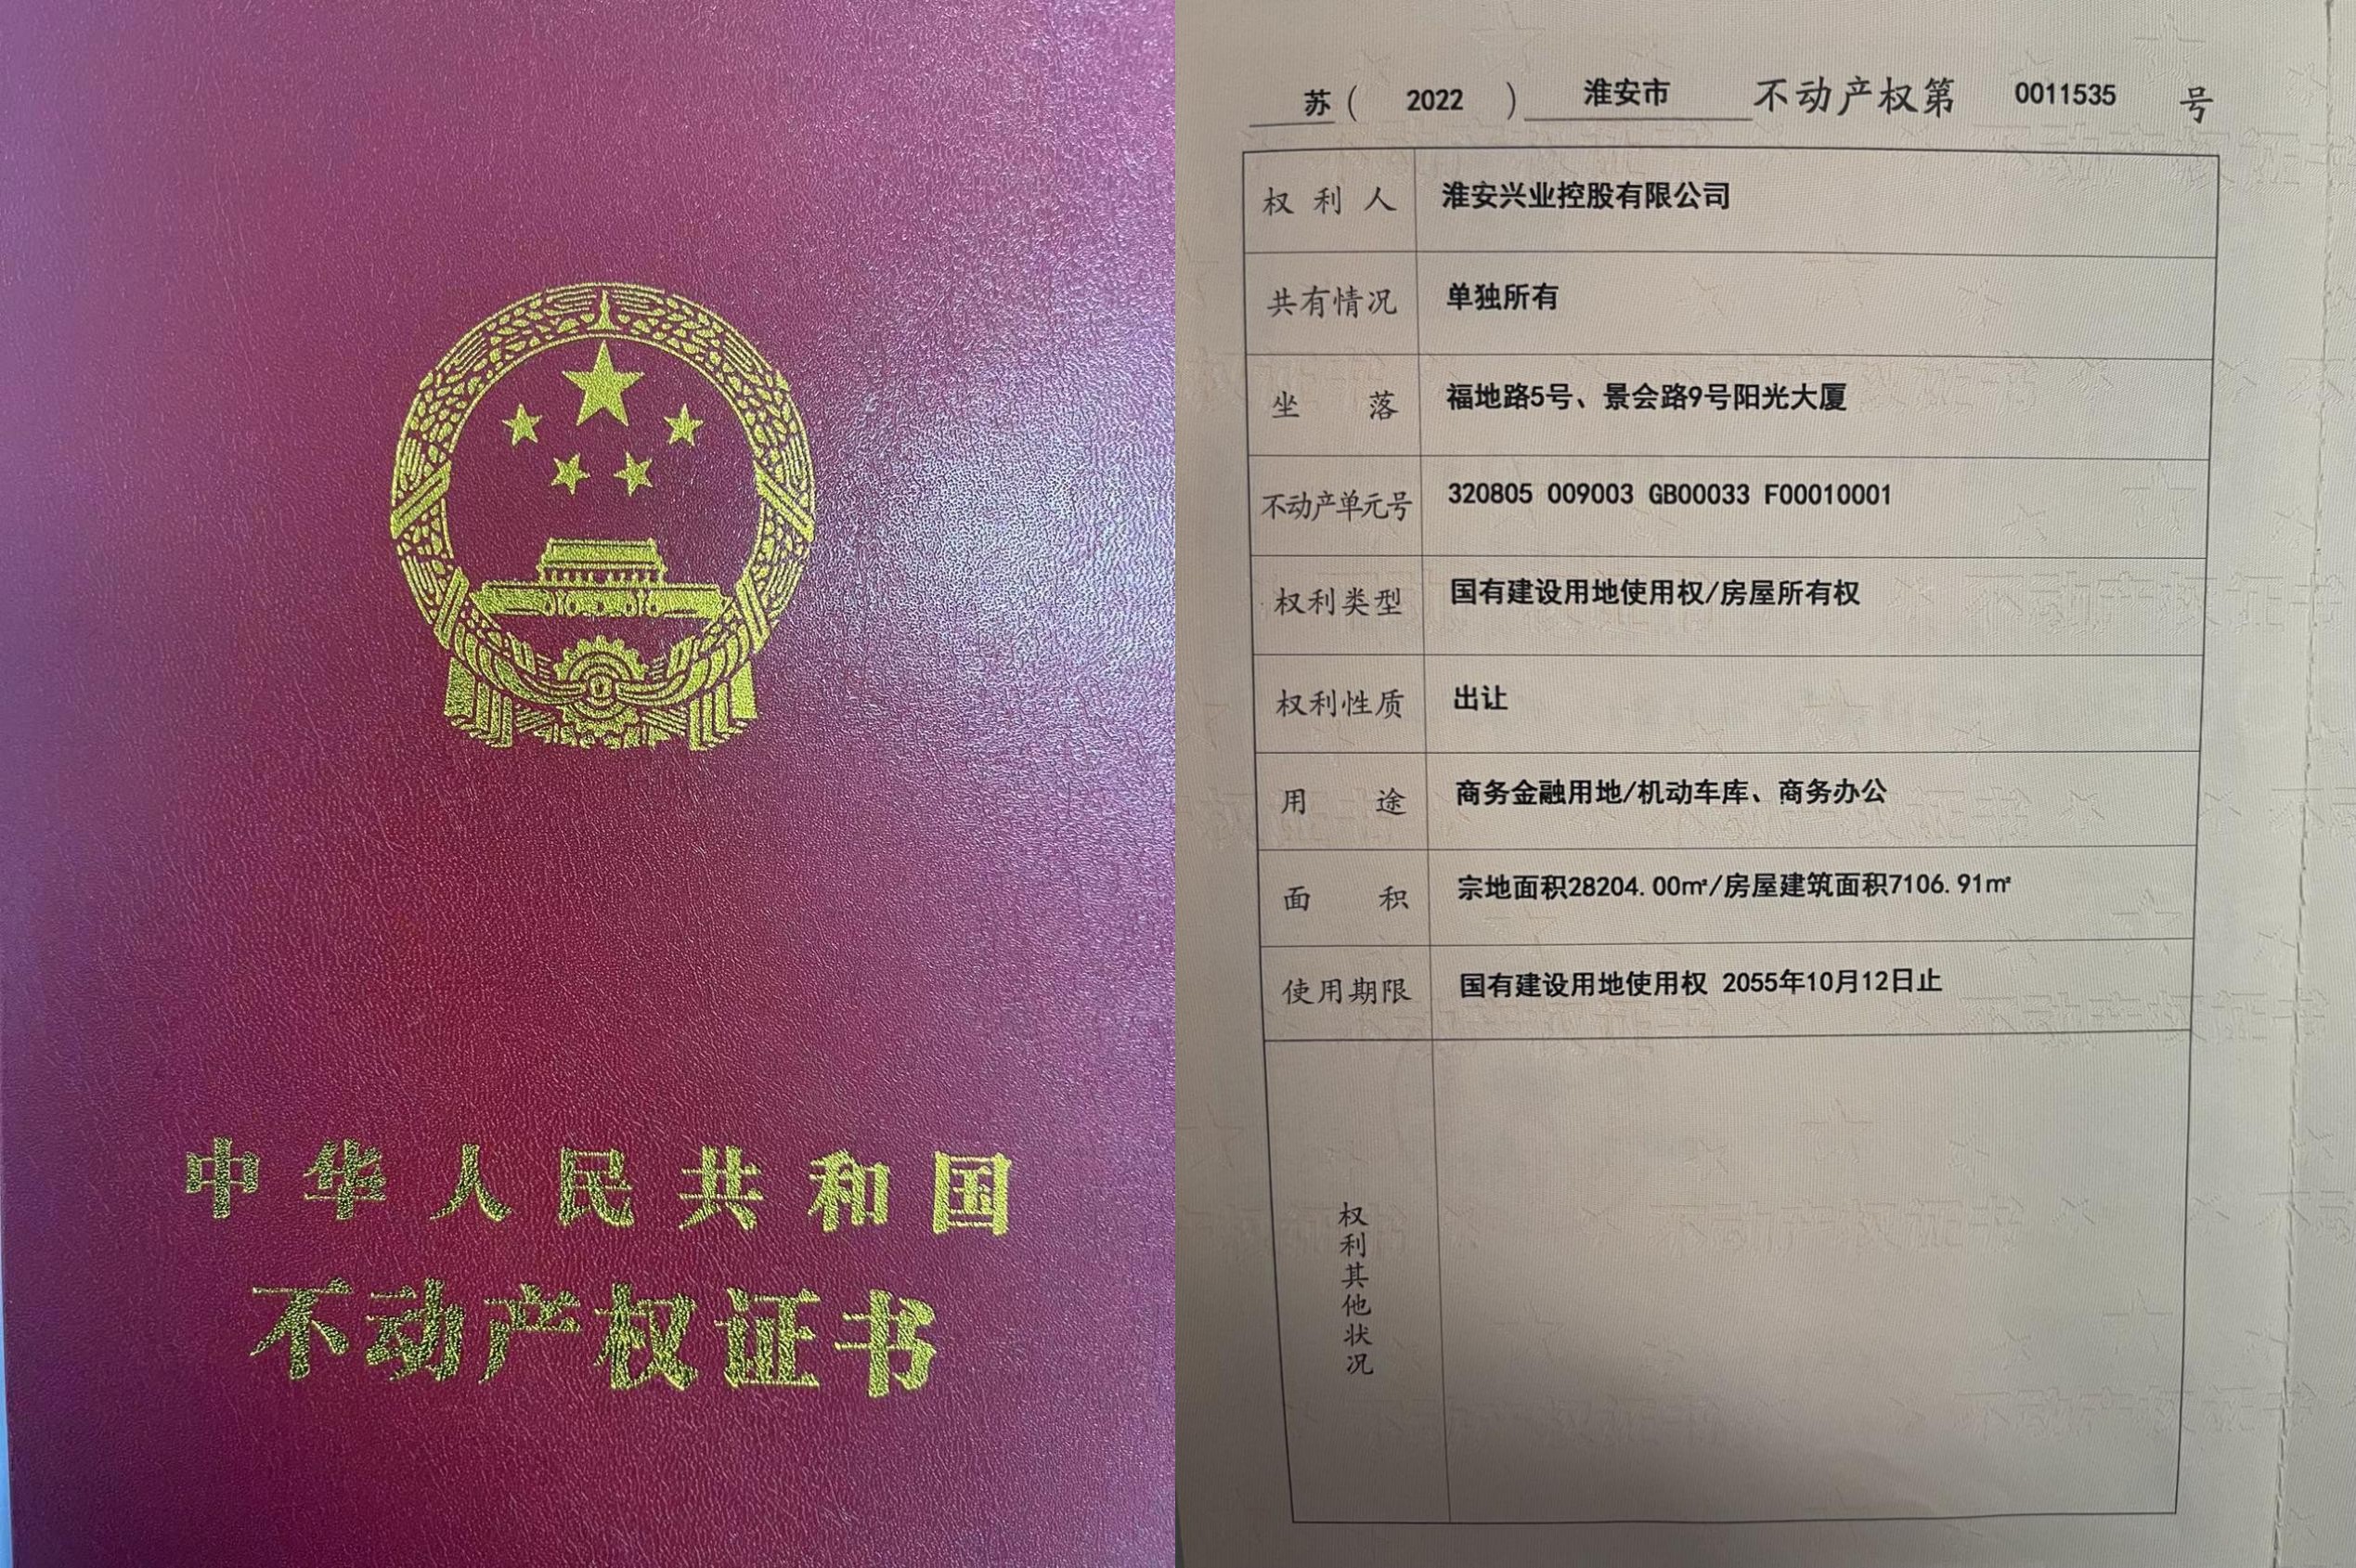 中华人民共和国
不动产权证书
苏( 2022 ) 淮安市 不动产权第 0011535 号
权利人 淮安兴业控股有限公司
共有情况 单独所有
坐落 福地路5号、景会路9号阳光大厦
不动产单元号 320805 009003 GB00033 F00010001
权利类型 国有建设用地使用权/房屋所有权
权利性质 出让
用途 商务金融用地/机动车库、商务办公
面积 宗地面积28204.00㎡/房屋建筑面积7106.91㎡
使用期限 国有建设用地使用权 2055年10月12日止
权利其他状况